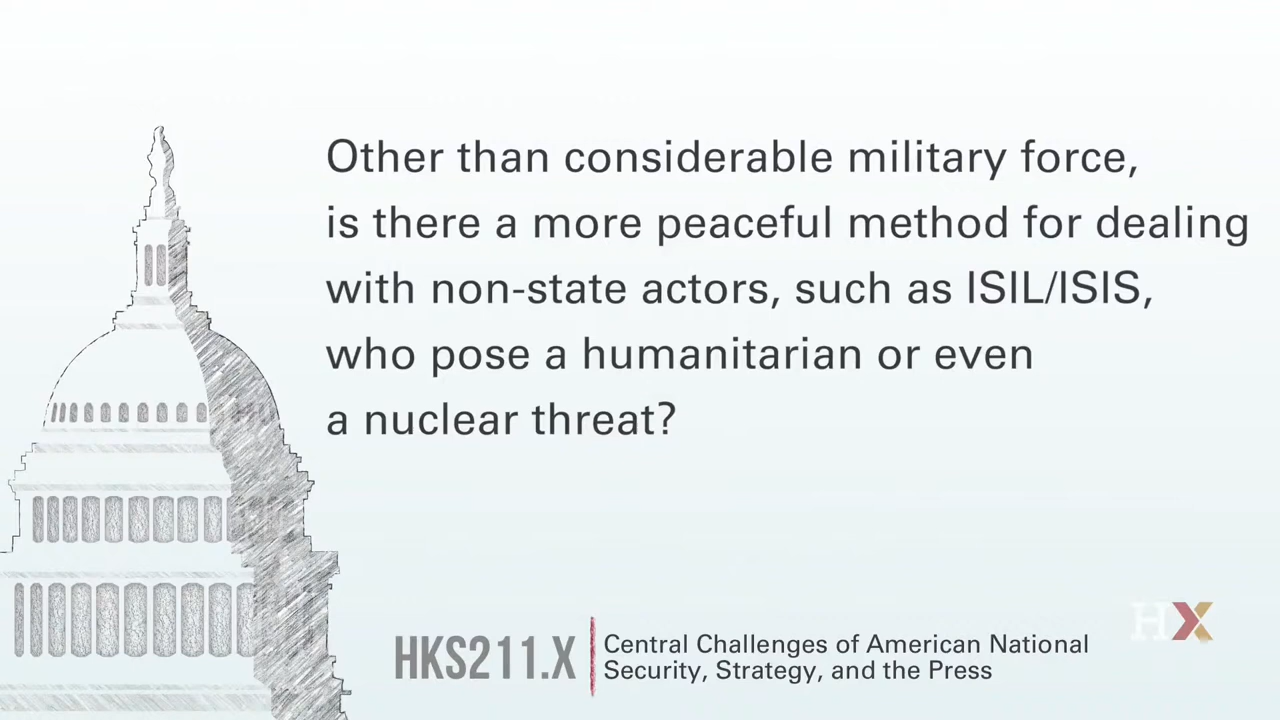 Other than considerable military force,
is there a more peaceful method for dealing
with non-state actors, such as ISIL/ISIS,
who pose a humanitarian or even
a nuclear threat?
HX
HKS211.X
Central Challenges of American National
Security, Strategy, and the Press